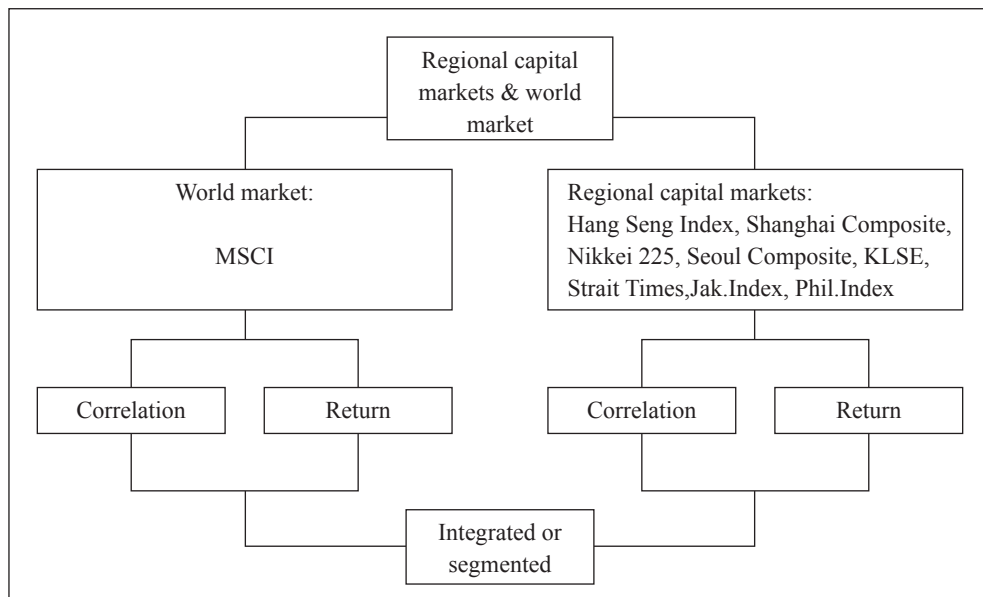 Regional capital
markets & world
market
World market:
MSCI
Regional capital markets:
Hang Seng Index, Shanghai Composite,
Nikkei 225, Seoul Composite, KLSE,
Strait Times,Jak.Index, Phil.Index
Correlation
Return
Correlation
Return
Integrated or
segmented